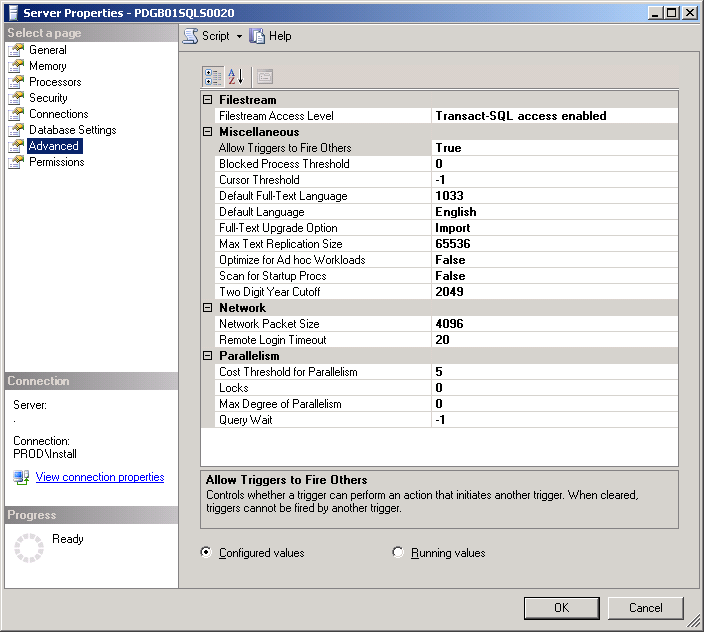 Server Properties - PDGB01SQLS0020
Select a page
General
Memory
Processors
Security
Connections
Database Settings
Advanced
Permissions
Connection
Server:
.
Connection:
PROD\Install
View connection properties
Progress
Ready
Script Help
Filestream
Filestream Access Level Transact-SQL access enabled
Miscellaneous
Allow Triggers to Fire Others True
Blocked Process Threshold 0
Cursor Threshold -1
Default Full-Text Language 1033
Default Language English
Full-Text Upgrade Option Import
Max Text Replication Size 65536
Optimize for Ad hoc Workloads False
Scan for Startup Procs False
Two Digit Year Cutoff 2049
Network
Network Packet Size 4096
Remote Login Timeout 20
Parallelism
Cost Threshold for Parallelism 5
Locks 0
Max Degree of Parallelism 0
Query Wait -1
Allow Triggers to Fire Others
Controls whether a trigger can perform an action that initiates another trigger. When cleared,
triggers cannot be fired by another trigger.
Configured values Running values
OK Cancel